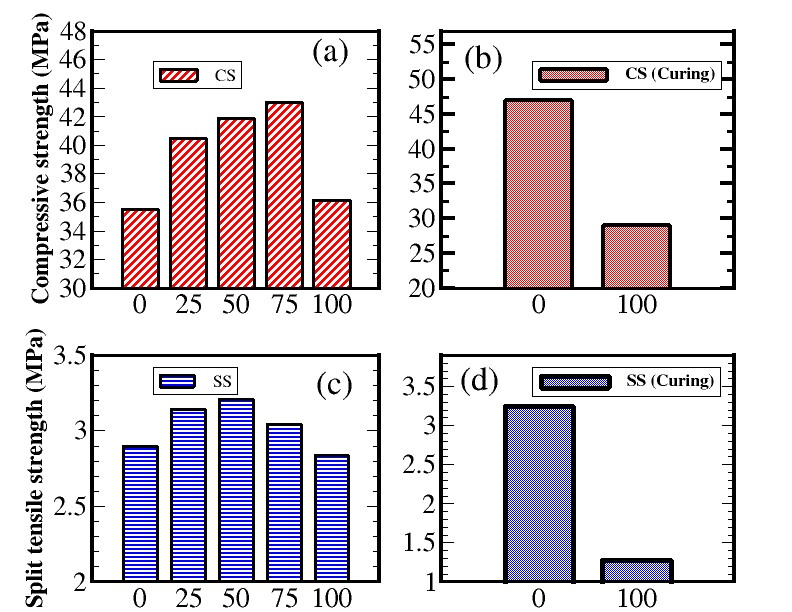 Compressive strength (MPa)
48
46
44
42
40
38
36
34
32
30
(a)
CS
0 25 50 75 100
55
50
45
40
35
30
25
20
(b)
CS (Curing)
0 100
Split tensile strength (MPa)
3.5
3
2.5
2
(c)
SS
0 25 50 75 100
3.5
3
2.5
2
1.5
1
(d)
SS (Curing)
0 100